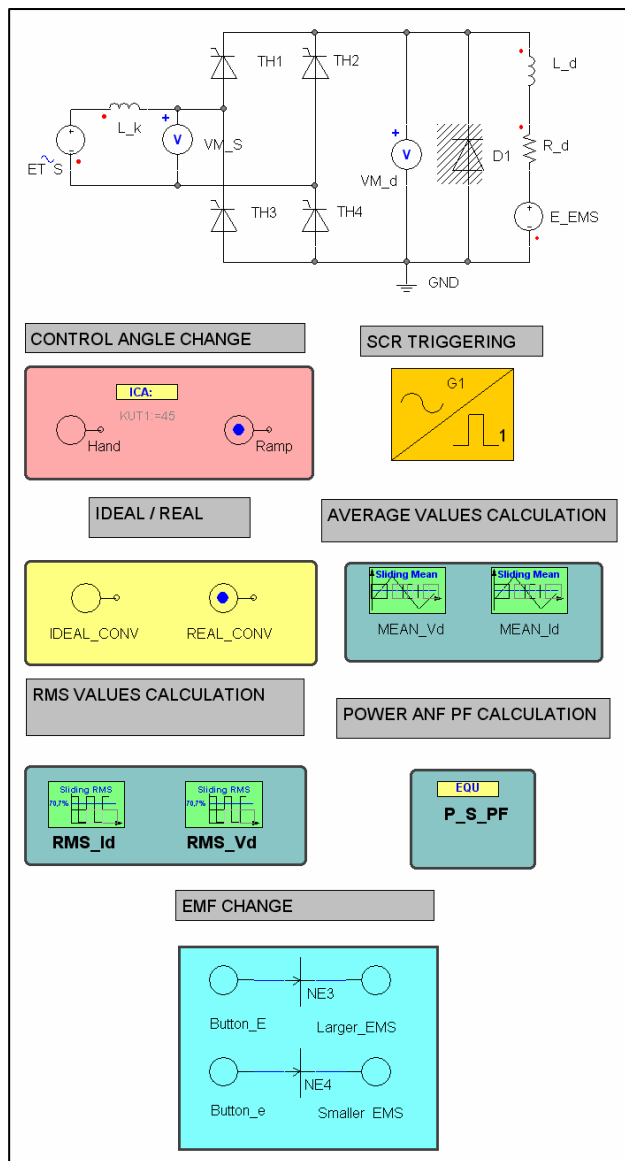 TH1
TH2
L_d
L_k
+
V
VM_S
+
V
VM_d
D1
R_d
ET~S
TH3
TH4
E_EMS
GND
CONTROL ANGLE CHANGE
SCR TRIGGERING
ICA:
KUT1:=45
Hand
Ramp
G1
1
IDEAL / REAL
AVERAGE VALUES CALCULATION
IDEAL_CONV
REAL_CONV
Sliding Mean
MEAN_Vd
Sliding Mean
MEAN_Id
RMS VALUES CALCULATION
POWER ANF PF CALCULATION
Sliding RMS
70,7%
RMS_Id
Sliding RMS
70,7%
RMS_Vd
EQU
P_S_PF
EMF CHANGE
NE3
Button_E
Larger_EMS
NE4
Button_e
Smaller_EMS